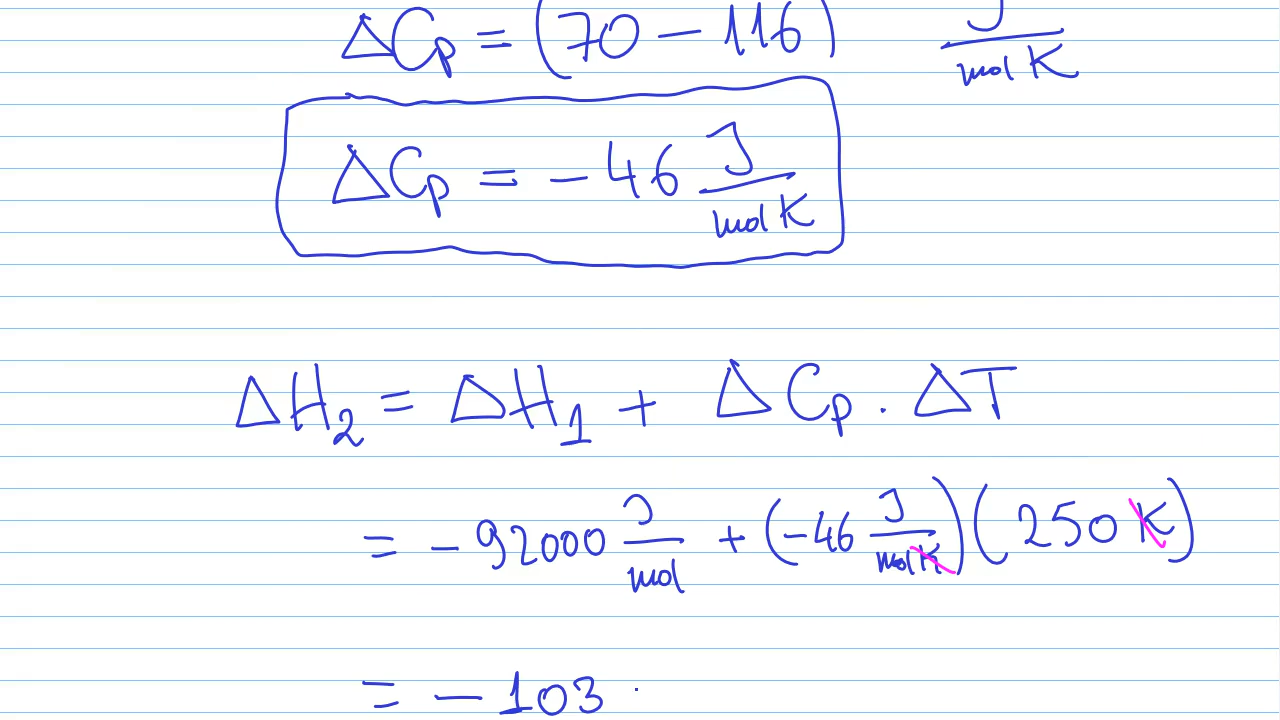 ΔCp = (70 − 116) J/mol K
ΔCp = −46 J/mol K
ΔH₂ = ΔH₁ + ΔCp . ΔT
= −92000 J/mol + (−46 J/mol K)(250 K)
= −103